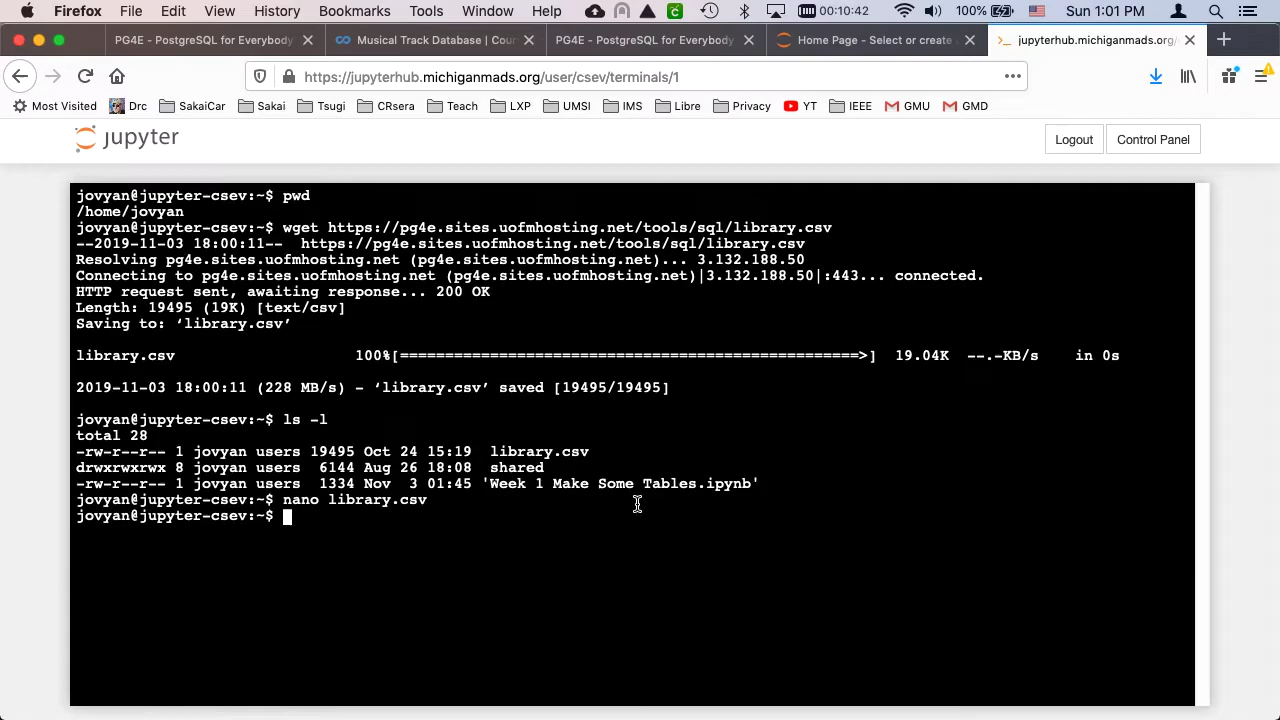 Firefox File Edit View History Bookmarks Tools Window Help 00:10:42 100% Sun 1:01 PM
PG4E - PostgreSQL for Everybody Musical Track Database | Co PG4E - PostgreSQL for Everybody Home Page - Select or create jupyterhub.michiganmads.org/
https://jupyterhub.michiganmads.org/user/csev/terminals/1
Most Visited Drc SakaiCar Sakai Tsugi CRsera Teach LXP UMSI IMS Libre Privacy YT IEEE GMU GMD
jupyter Logout Control Panel
jovyan@jupyter-csev:~$ pwd
/home/jovyan
jovyan@jupyter-csev:~$ wget https://pg4e.sites.uofmhosting.net/tools/sql/library.csv
--2019-11-03 18:00:11-- https://pg4e.sites.uofmhosting.net/tools/sql/library.csv
Resolving pg4e.sites.uofmhosting.net (pg4e.sites.uofmhosting.net)... 3.132.188.50
Connecting to pg4e.sites.uofmhosting.net (pg4e.sites.uofmhosting.net)|3.132.188.50|:443... connected.
HTTP request sent, awaiting response... 200 OK
Length: 19495 (19K) [text/csv]
Saving to: ‘library.csv’
library.csv 100%[===================================================>] 19.04K --.-KB/s in 0s
2019-11-03 18:00:11 (228 MB/s) - ‘library.csv’ saved [19495/19495]
jovyan@jupyter-csev:~$ ls -l
total 28
-rw-r--r-- 1 jovyan users 19495 Oct 24 15:19 library.csv
drwxrwxrwx 8 jovyan users 6144 Aug 26 18:08 shared
-rw-r--r-- 1 jovyan users 1334 Nov 3 01:45 'Week 1 Make Some Tables.ipynb'
jovyan@jupyter-csev:~$ nano library.csv
jovyan@jupyter-csev:~$